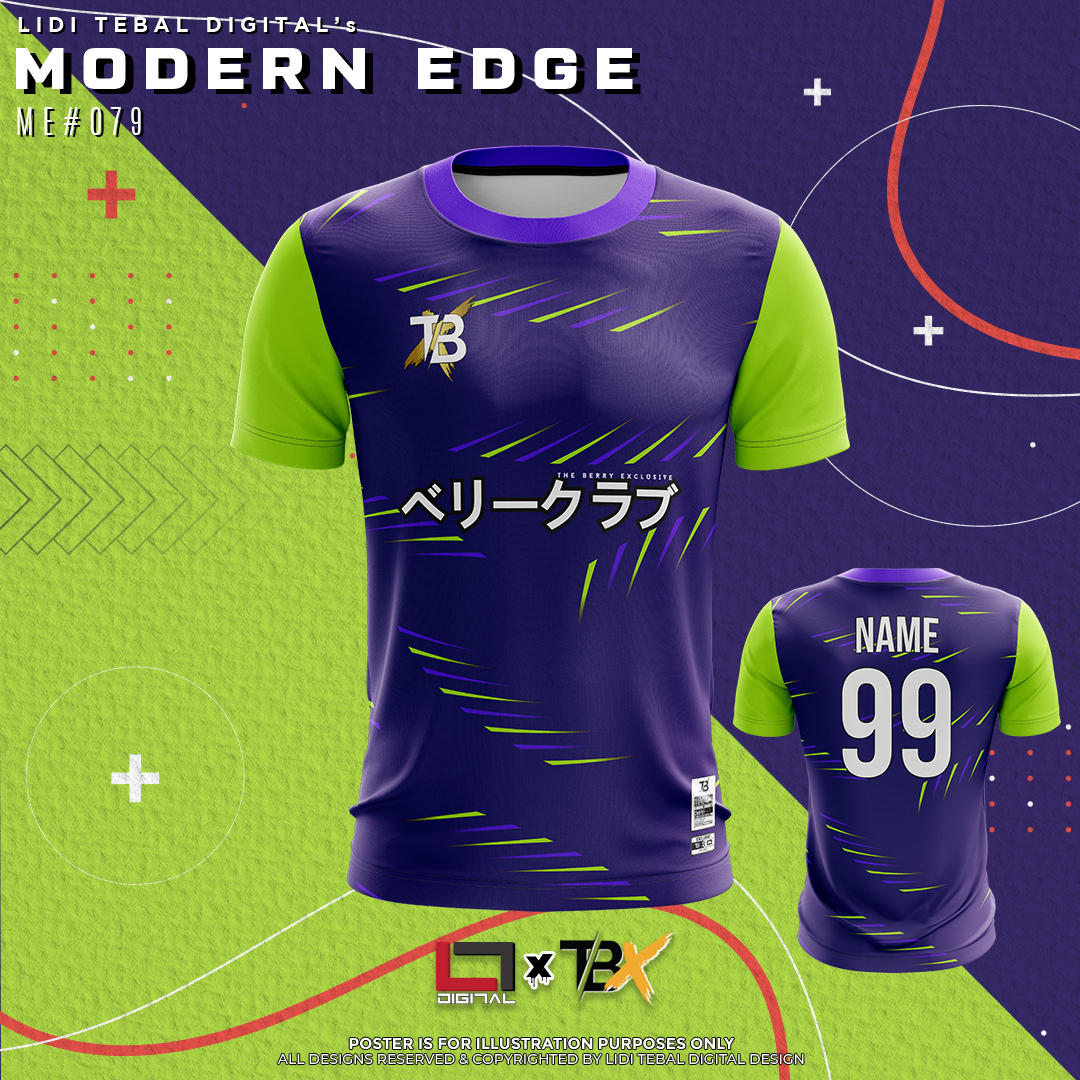 LIDI TEBAL DIGITAL's
MODERN EDGE
ME#079
TB
THE BERRY EXCLUSIVE
ベリークラブ
TB
NAME
99
DIGITAL
X
TBX
POSTER IS FOR ILLUSTRATION PURPOSES ONLY
ALL DESIGNS RESERVED & COPYRIGHTED BY LIDI TEBAL DIGITAL DESIGN